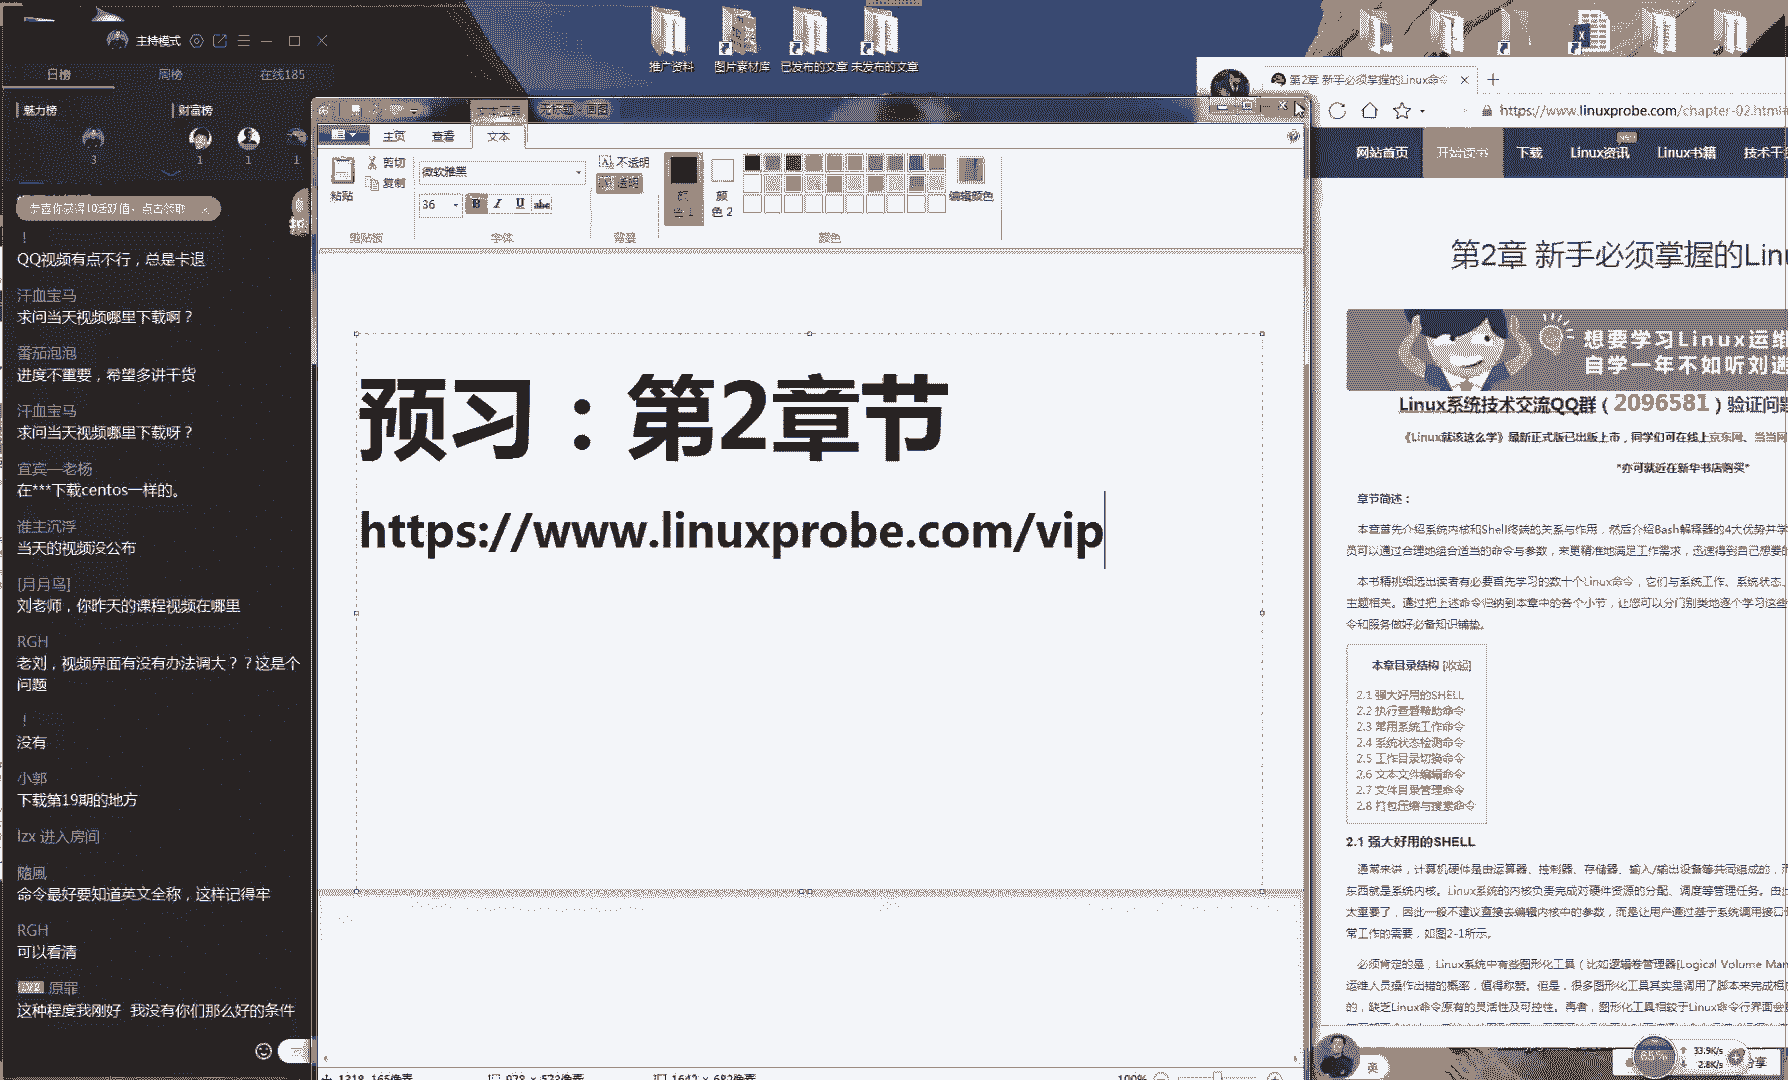 推广资料
图片素材库
已发布的文章
未发布的文章
主持模式
日榜
周榜
在线185
魅力榜
财富榜
3
1
1
1
恭喜你获得10活跃值，点击领取
!
QQ视频有点不行，总是卡退
汗血宝马
求问当天视频哪里下载啊？
番茄泡泡
进度不重要，希望多讲干货
汗血宝马
求问当天视频哪里下载呀？
宜宾—老杨
在***下载centos一样的。
谁主沉浮
当天的视频没公布
[月月鸟]
刘老师，你昨天的课程视频在哪里
RGH
老刘，视频界面有没有办法调大？？这是个
问题
!
没有
小郭
下载第19期的地方
lzx 进入房间
隨風
命令最好要知道英文全称，这样记得牢
RGH
可以看清
原罪
这种程度我刚好 我没有你们那么好的条件
文本工具
无标题 - 画图
主页
查看
文本
粘贴
剪切
复制
剪贴板
微软雅黑
36
B I U abc
字体
不透明
透明
背景
颜色 1
颜色 2
编辑颜色
颜色
预习：第2章节
https://www.linuxprobe.com/vip
1318, 165像素
978 × 573像素
1642 × 682像素
100%
第2章 新手必须掌握的Linux命令
https://www.linuxprobe.com/chapter-02.html
网站首页
开始读书
下载
Linux资讯
Linux书籍
技术干
第2章 新手必须掌握的Lin
想要学习Linux运维
自学一年不如听刘遄
Linux系统技术交流QQ群（2096581）验证问题
《Linux就该这么学》最新正式版已出版上市，同学们可在线上京东网、当当网
*亦可就近在新华书店购买*
章节简述：
本章首先介绍系统内核和Shell终端的关系与作用，然后介绍Bash解释器的4大优势并学
员可以通过合理地组合适当的命令与参数，来更精准地满足工作需求，迅速得到自己想要的
本书精挑细选出读者有必要首先学习的数十个Linux命令，它们与系统工作、系统状态、
主题相关。通过把上述命令归纳到本章中的各个小节，让您可以分门别类地逐个学习这些
令和服务做好必备知识铺垫。
本章目录结构 [收起]
2.1 强大好用的SHELL
2.2 执行查看帮助命令
2.3 常用系统工作命令
2.4 系统状态检测命令
2.5 工作目录切换命令
2.6 文本文件编辑命令
2.7 文件目录管理命令
2.8 打包压缩与搜索命令
2.1 强大好用的SHELL
通常来讲，计算机硬件是由运算器、控制器、存储器、输入/输出设备等共同组成的，而
东西就是系统内核。Linux系统的内核负责完成对硬件资源的分配、调度等管理任务。由此
太重要了，因此一般不建议直接去编辑内核中的参数，而是让用户通过基于系统调用接口
常工作的需要，如图2-1所示。
必须肯定的是，Linux系统中有些图形化工具（比如逻辑卷管理器[Logical Volume Man
运维人员操作出错的概率，值得称赞。但是，很多图形化工具其实是调用了脚本来完成相
的，缺乏Linux命令原有的灵活性及可控性。再者，图形化工具相较于Linux命令行界面会
英
65%
33.9K/s
2.8K/s
享